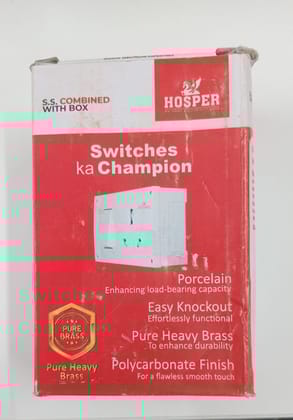 S.S. COMBINED
WITH BOX
HOSPER
Switches
ka Champion
Porcelain
Enhancing load-bearing capacity
Easy Knockout
Effortlessly functional
Pure Heavy Brass
To enhance durability
Polycarbonate Finish
For a flawless smooth touch
PURE
BRASS
Pure Heavy
Brass